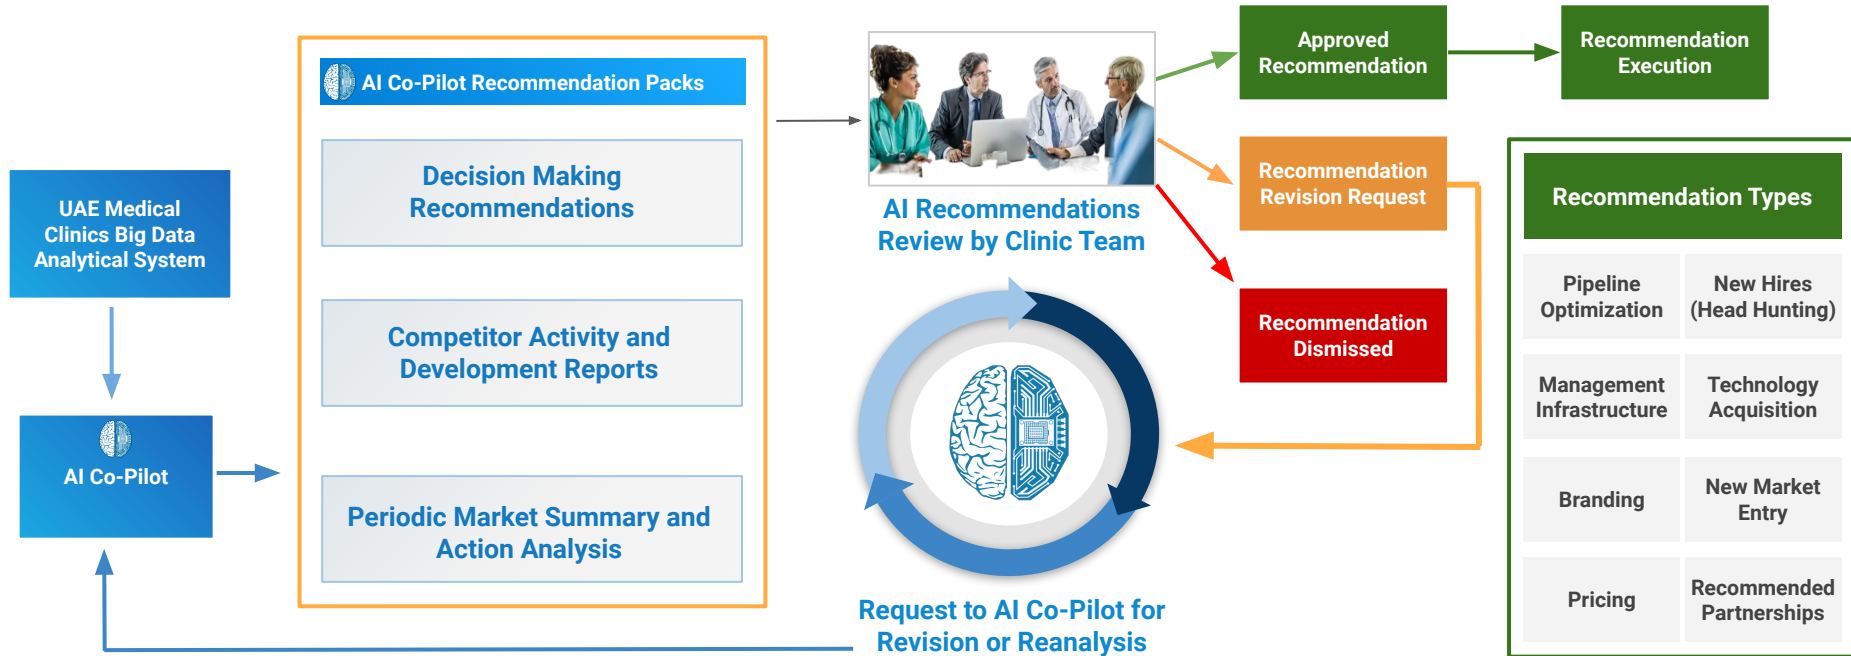 UAE Medical
Clinics Big Data
Analytical System
AI Co-Pilot
AI Co-Pilot Recommendation Packs
Decision Making
Recommendations
Competitor Activity and
Development Reports
Periodic Market Summary and
Action Analysis
AI Recommendations
Review by Clinic Team
Request to AI Co-Pilot for
Revision or Reanalysis
Approved
Recommendation
Recommendation
Execution
Recommendation
Revision Request
Recommendation
Dismissed
Recommendation Types
Pipeline
Optimization
New Hires
(Head Hunting)
Management
Infrastructure
Technology
Acquisition
Branding
New Market
Entry
Pricing
Recommended
Partnerships